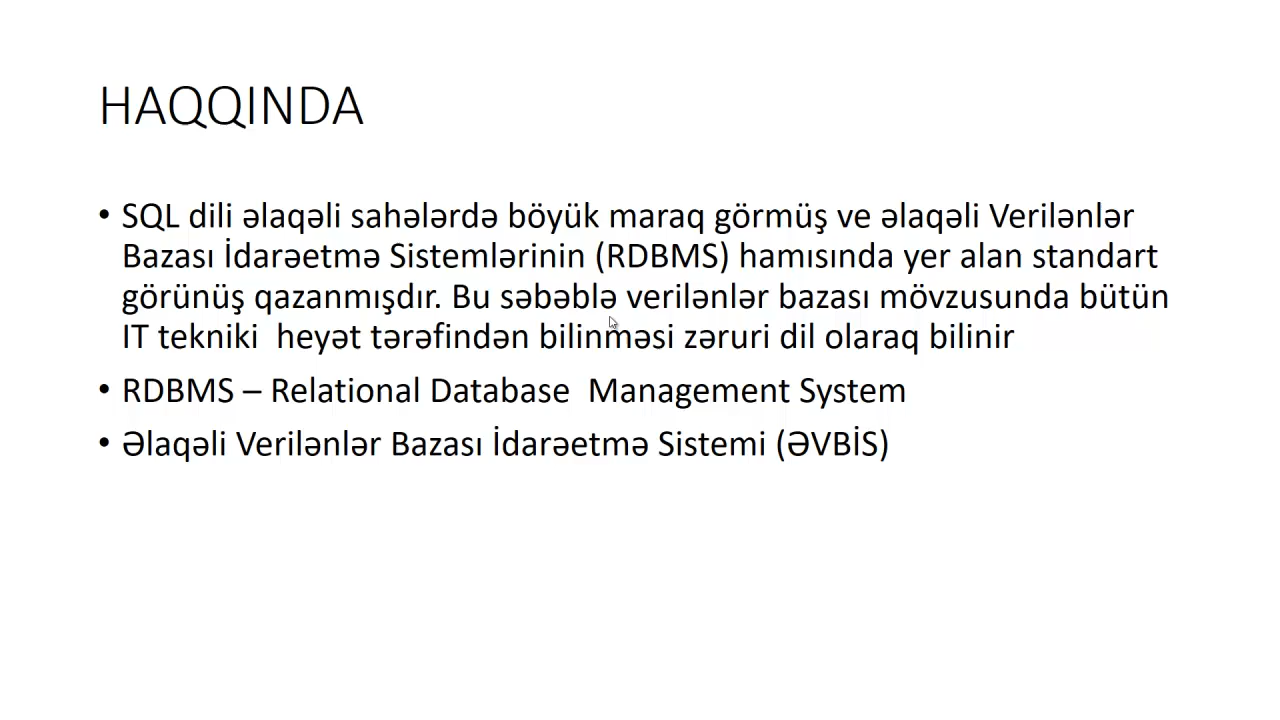 HAQQINDA
• SQL dili əlaqəli sahələrdə böyük maraq görmüş ve əlaqəli Verilənlər
Bazası İdarəetmə Sistemlərinin (RDBMS) hamısında yer alan standart
görünüş qazanmışdır. Bu səbəblə verilənlər bazası mövzusunda bütün
IT tekniki  heyət tərəfindən bilinməsi zəruri dil olaraq bilinir
• RDBMS – Relational Database  Management System
• Əlaqəli Verilənlər Bazası İdarəetmə Sistemi (ƏVBİS)